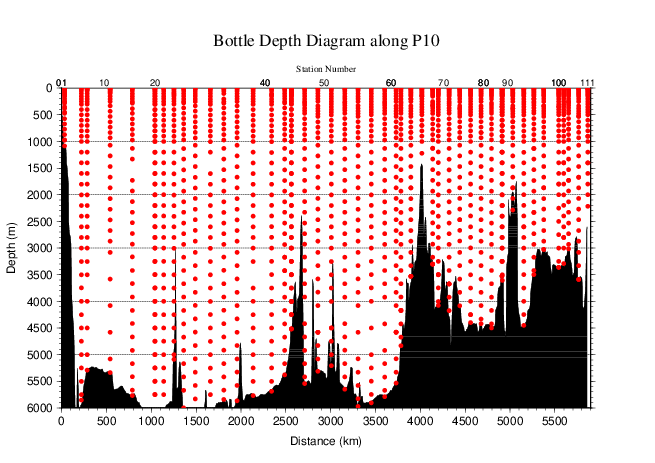 Bottle Depth Diagram along P10
Station Number
01 10 20 40 50 60 70 80 90 100 111
0
500
1000
1500
2000
2500
3000
3500
4000
4500
5000
5500
6000
Depth (m)
0 500 1000 1500 2000 2500 3000 3500 4000 4500 5000 5500
Distance (km)